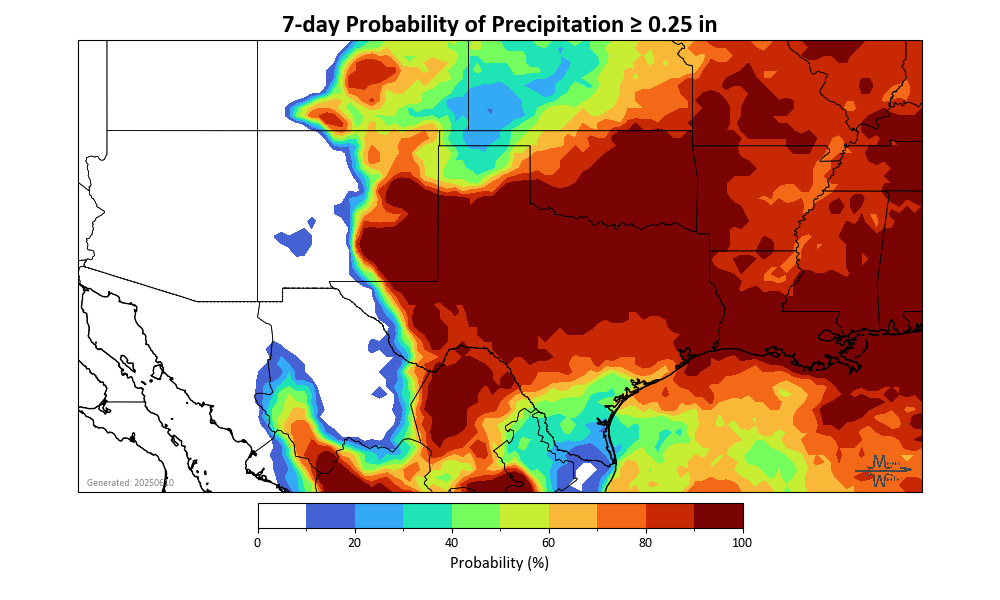 7-day Probability of Precipitation ≥ 0.25 in
Generated: 20250610
0 20 40 60 80 100
Probability (%)